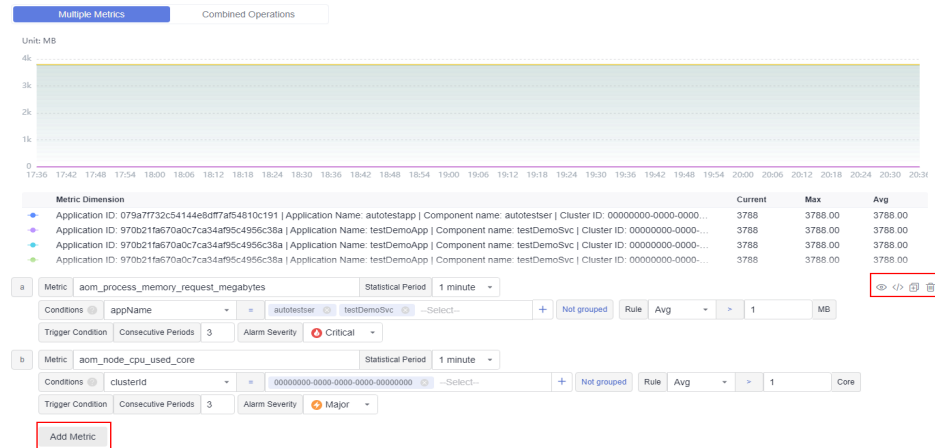 Multiple Metrics Combined Operations
Unit: MB
4k
3k
2k
1k
0
17:36 17:42 17:48 17:54 18:00 18:06 18:12 18:18 18:24 18:30 18:36 18:42 18:48 18:54 19:00 19:06 19:12 19:18 19:24 19:30 19:36 19:42 19:48 19:54 20:00 20:06 20:12 20:18 20:24 20:30 20:36
Metric Dimension Current Max Avg
Application ID: 079a7f732c54144e8dff7af54810c191 | Application Name: autotestapp | Component name: autotestser | Cluster ID: 00000000-0000-0000... 3788 3788.00 3788.00
Application ID: 970b21fa670a0c7ca34af95c4956c38a | Application Name: testDemoApp | Component name: testDemoSvc | Cluster ID: 00000000-0000-... 3788 3788.00 3788.00
Application ID: 970b21fa670a0c7ca34af95c4956c38a | Application Name: testDemoApp | Component name: testDemoSvc | Cluster ID: 00000000-0000-... 3788 3788.00 3788.00
Application ID: 970b21fa670a0c7ca34af95c4956c38a | Application Name: testDemoApp | Component name: testDemoSvc | Cluster ID: 00000000-0000-... 3788 3788.00 3788.00
a Metric aom_process_memory_request_megabytes Statistical Period 1 minute
Conditions appName = autotestser testDemoSvc --Select-- + Not grouped Rule Avg > 1 MB
Trigger Condition Consecutive Periods 3 Alarm Severity Critical
b Metric aom_node_cpu_used_core Statistical Period 1 minute
Conditions clusterId = 00000000-0000-0000-0000-00000000 --Select-- + Not grouped Rule Avg > 1 Core
Trigger Condition Consecutive Periods 3 Alarm Severity Major
Add Metric